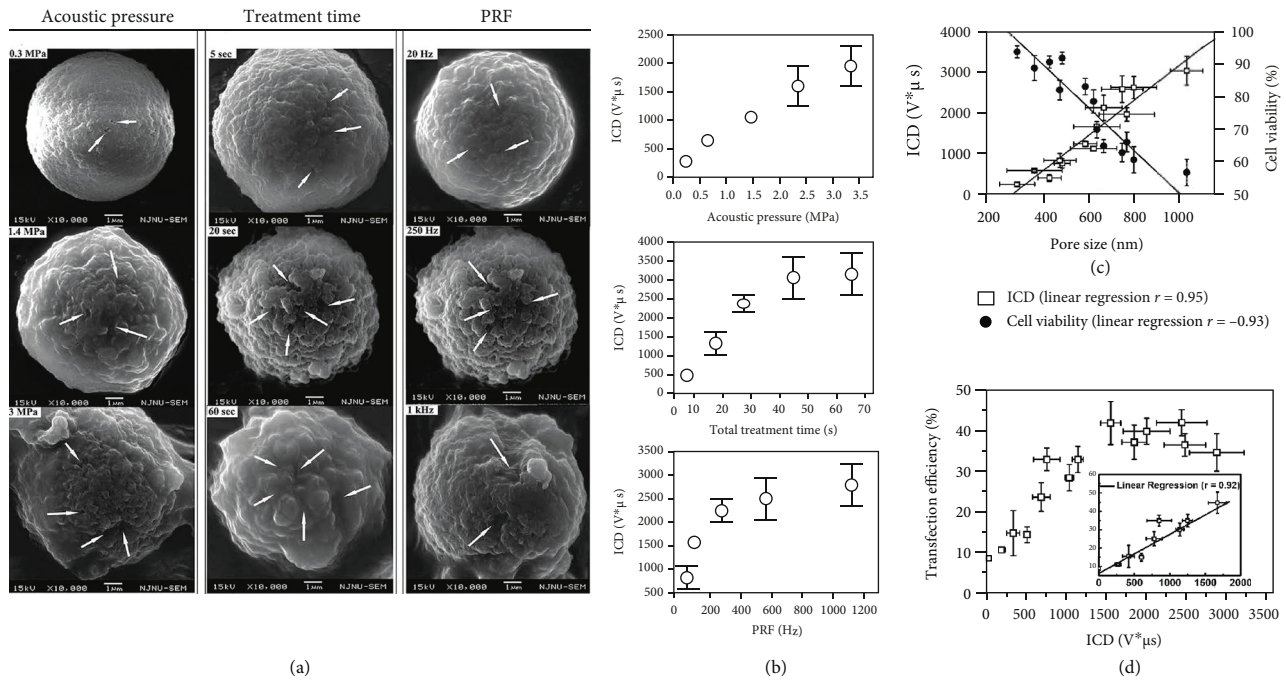 Acoustic pressure
Treatment time
PRF
0.3 MPa
15kV ×10,000 1μm NJNU-SEM
5 sec
15kV ×10,000 1μm NJNU-SEM
20 Hz
15kV ×10,000 1μm NJNU-SEM
1.4 MPa
15kV ×10,000 1μm NJNU-SEM
20 sec
15kV ×10,000 1μm NJNU-SEM
250 Hz
15kV ×10,000 1μm NJNU-SEM
3 MPa
15kV ×10,000 1μm NJNU-SEM
60 sec
15kV ×10,000 1μm NJNU-SEM
1 kHz
15kV ×10,000 1μm NJNU-SEM
(a)
ICD (V*μ s)
2500
2000
1500
1000
500
0
0.0 0.5 1.0 1.5 2.0 2.5 3.0 3.5
Acoustic pressure (MPa)
ICD (V*μ s)
4000
3500
3000
2500
2000
1500
1000
500
0
0 10 20 30 40 50 60 70
Total treatment time (s)
ICD (V*μ s)
3500
3000
2500
2000
1500
1000
500
0 200 400 600 800 1000 1200
PRF (Hz)
(b)
ICD (V*μ s)
4000
3000
2000
1000
0
100
90
80
70
60
50
Cell viability (%)
200 400 600 800 1000
Pore size (nm)
(c)
ICD (linear regression r = 0.95)
Cell viability (linear regression r = –0.93)
Transfection efficiency (%)
50
40
30
20
10
0
60
50
40
30
20
10
Linear Regression (r = 0.92)
0 500 1000 1500 2000
0 500 1000 1500 2000 2500 3000 3500
ICD (V*μs)
(d)